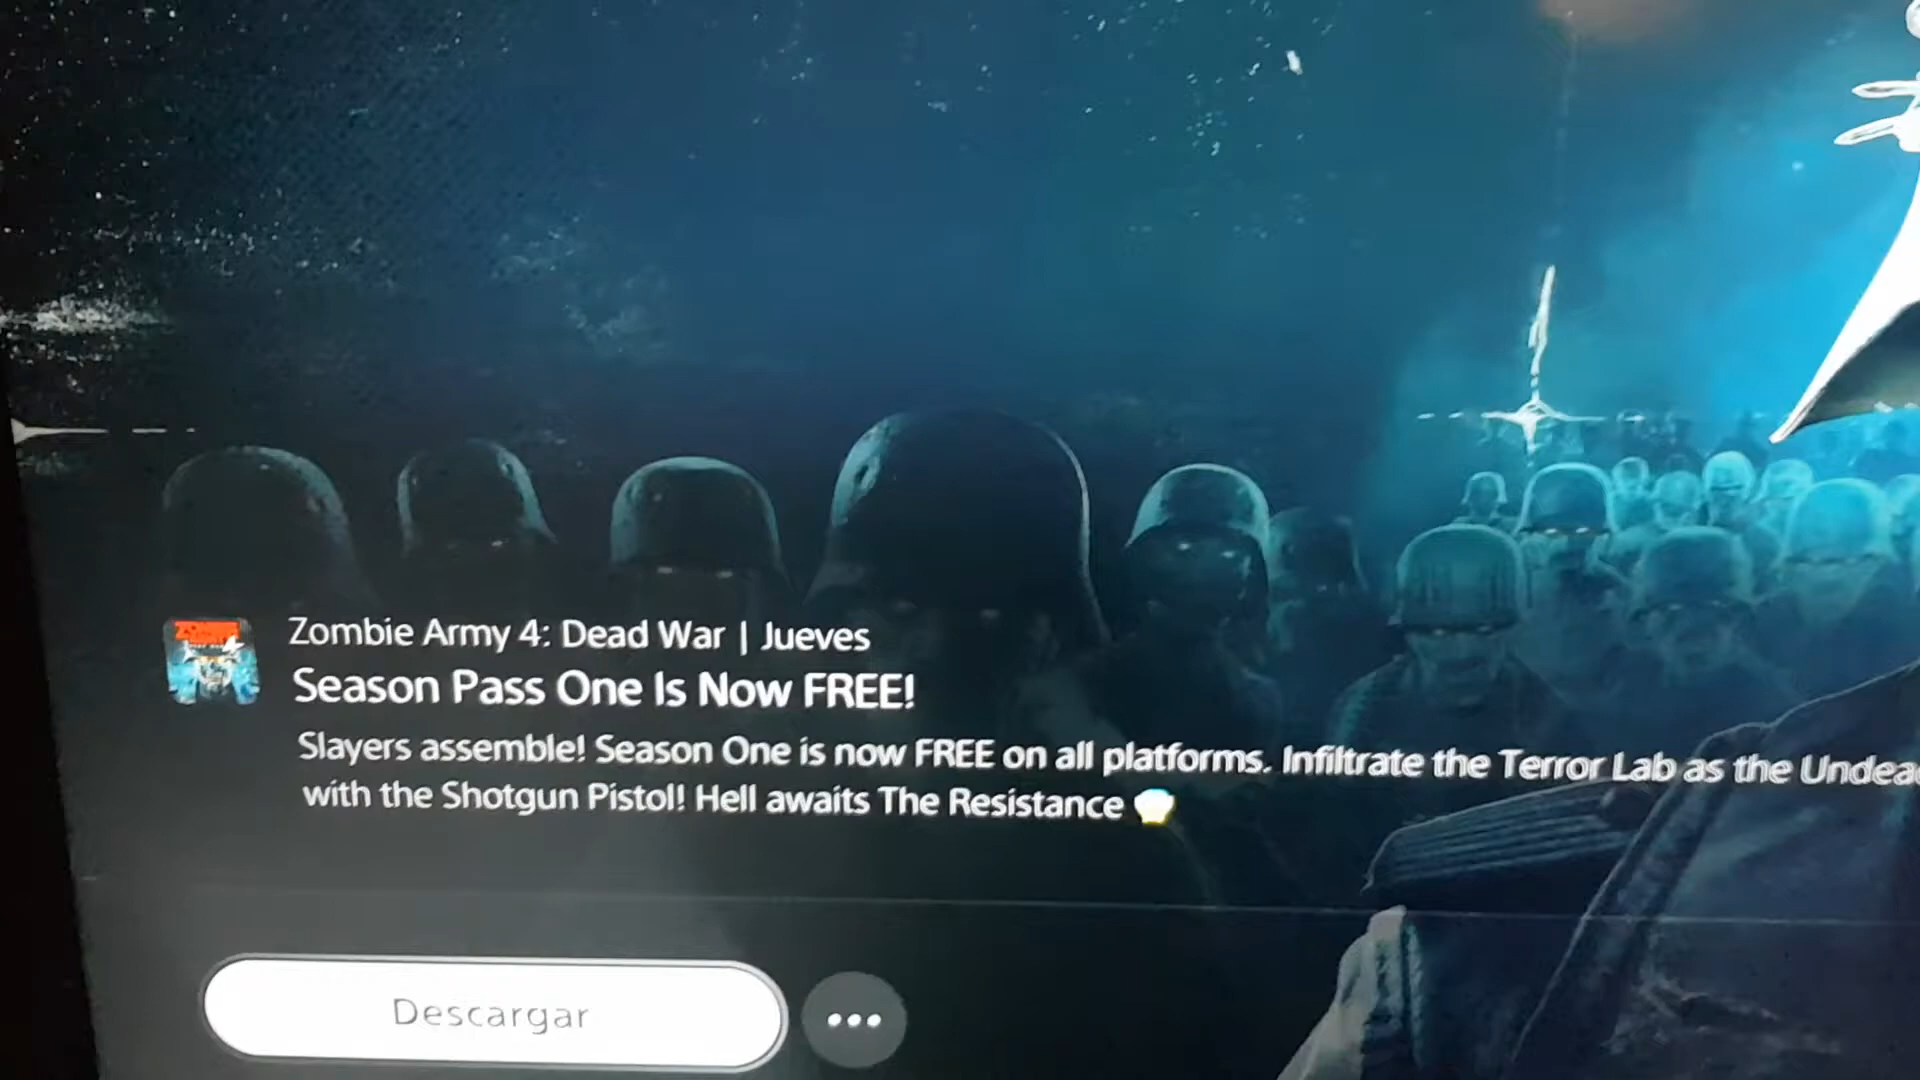 Zombie Army 4: Dead War | Jueves
Season Pass One Is Now FREE!
Slayers assemble! Season One is now FREE on all platforms. Infiltrate the Terror Lab as the
with the Shotgun Pistol! Hell awaits The Resistance
Descargar